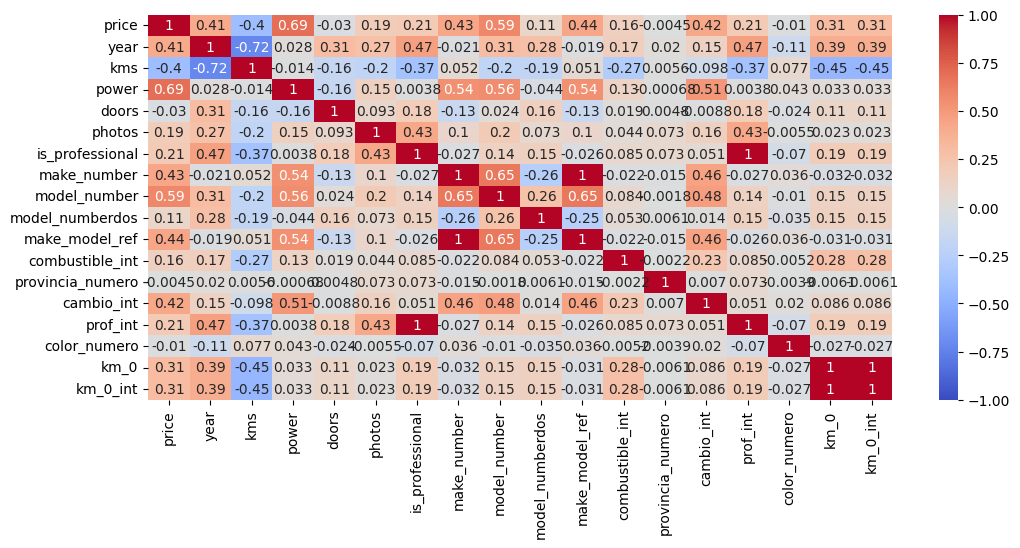 price 1 0.41 -0.4 0.69 -0.03 0.19 0.21 0.43 0.59 0.11 0.44 0.16 -0.0045 0.42 0.21 -0.01 0.31 0.31
year 0.41 1 -0.72 0.028 0.31 0.27 0.47 -0.021 0.31 0.28 -0.019 0.17 0.02 0.15 0.47 -0.11 0.39 0.39
kms -0.4 -0.72 1 -0.014 -0.16 -0.2 -0.37 0.052 -0.2 -0.19 0.051 -0.27 0.0056 -0.098 -0.37 0.077 -0.45 -0.45
power 0.69 0.028 -0.014 1 -0.16 0.15 0.0038 0.54 0.56 -0.044 0.54 0.13 -0.00068 0.51 0.0038 0.043 0.033 0.033
doors -0.03 0.31 -0.16 -0.16 1 0.093 0.18 -0.13 0.024 0.16 -0.13 0.019 0.0048 -0.0088 0.18 -0.024 0.11 0.11
photos 0.19 0.27 -0.2 0.15 0.093 1 0.43 0.1 0.2 0.073 0.1 0.044 0.073 0.16 0.43 -0.0055 0.023 0.023
is_professional 0.21 0.47 -0.37 0.0038 0.18 0.43 1 -0.027 0.14 0.15 -0.026 0.085 0.073 0.051 1 -0.07 0.19 0.19
make_number 0.43 -0.021 0.052 0.54 -0.13 0.1 -0.027 1 0.65 -0.26 1 -0.022 -0.015 0.46 -0.027 0.036 -0.032 -0.032
model_number 0.59 0.31 -0.2 0.56 0.024 0.2 0.14 0.65 1 0.26 0.65 0.084 -0.0018 0.48 0.14 -0.01 0.15 0.15
model_numberdos 0.11 0.28 -0.19 -0.044 0.16 0.073 0.15 -0.26 0.26 1 -0.25 0.053 0.0061 0.014 0.15 -0.035 0.15 0.15
make_model_ref 0.44 -0.019 0.051 0.54 -0.13 0.1 -0.026 1 0.65 -0.25 1 -0.022 -0.015 0.46 -0.026 0.036 -0.031 -0.031
combustible_int 0.16 0.17 -0.27 0.13 0.019 0.044 0.085 -0.022 0.084 0.053 -0.022 1 -0.0022 0.23 0.085 -0.0052 0.28 0.28
provincia_numero -0.0045 0.02 0.0056 -0.00068 0.0048 0.073 0.073 -0.015 -0.0018 0.0061 -0.015 -0.0022 1 0.007 0.073 -0.0039 -0.0061 -0.0061
cambio_int 0.42 0.15 -0.098 0.51 -0.0088 0.16 0.051 0.46 0.48 0.014 0.46 0.23 0.007 1 0.051 0.02 0.086 0.086
prof_int 0.21 0.47 -0.37 0.0038 0.18 0.43 1 -0.027 0.14 0.15 -0.026 0.085 0.073 0.051 1 -0.07 0.19 0.19
color_numero -0.01 -0.11 0.077 0.043 -0.024 -0.0055 -0.07 0.036 -0.01 -0.035 0.036 -0.0052 -0.0039 0.02 -0.07 1 -0.027 -0.027
km_0 0.31 0.39 -0.45 0.033 0.11 0.023 0.19 -0.032 0.15 0.15 -0.031 0.28 -0.0061 0.086 0.19 -0.027 1 1
km_0_int 0.31 0.39 -0.45 0.033 0.11 0.023 0.19 -0.032 0.15 0.15 -0.031 0.28 -0.0061 0.086 0.19 -0.027 1 1
price
year
kms
power
doors
photos
is_professional
make_number
model_number
model_numberdos
make_model_ref
combustible_int
provincia_numero
cambio_int
prof_int
color_numero
km_0
km_0_int
1.00
0.75
0.50
0.25
0.00
−0.25
−0.50
−0.75
−1.00